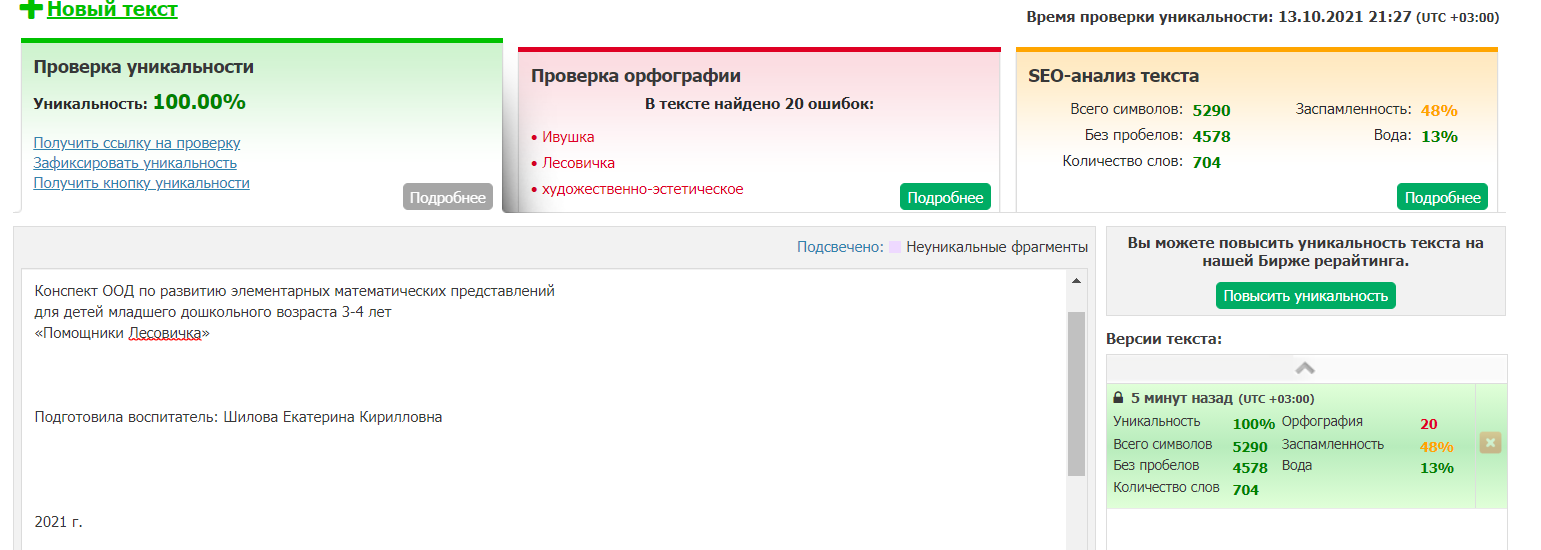 Новый текст
Время проверки уникальности: 13.10.2021 21:27 (UTC +03:00)
Проверка уникальности
Уникальность: 100.00%
Получить ссылку на проверку
Зафиксировать уникальность
Получить кнопку уникальности
Подробнее
Проверка орфографии
В тексте найдено 20 ошибок:
• Ивушка
• Лесовичка
• художественно-эстетическое
Подробнее
SEO-анализ текста
Всего символов: 5290 Заспамленность: 48%
Без пробелов: 4578 Вода: 13%
Количество слов: 704
Подробнее
Подсвечено: Неуникальные фрагменты
Конспект ООД по развитию элементарных математических представлений
для детей младшего дошкольного возраста 3-4 лет
«Помощники Лесовичка»
Подготовила воспитатель: Шилова Екатерина Кирилловна
2021 г.
Вы можете повысить уникальность текста на
нашей Бирже рерайтинга.
Повысить уникальность
Версии текста:
5 минут назад (UTC +03:00)
Уникальность 100% Орфография 20
Всего символов 5290 Заспамленность 48%
Без пробелов 4578 Вода 13%
Количество слов 704